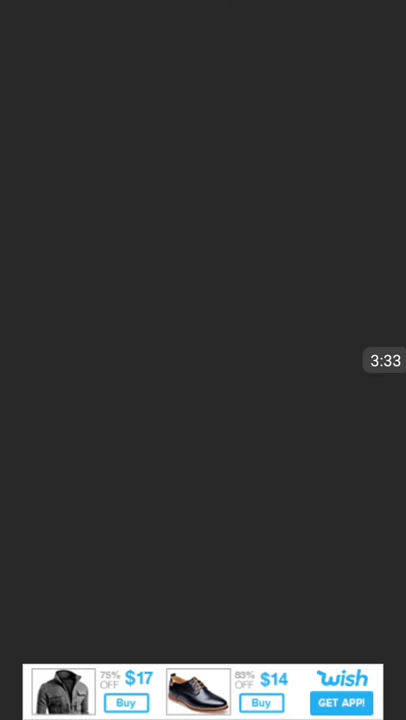 3:33
75% OFF $17
Buy
83% OFF $14
Buy
wish
GET APP!